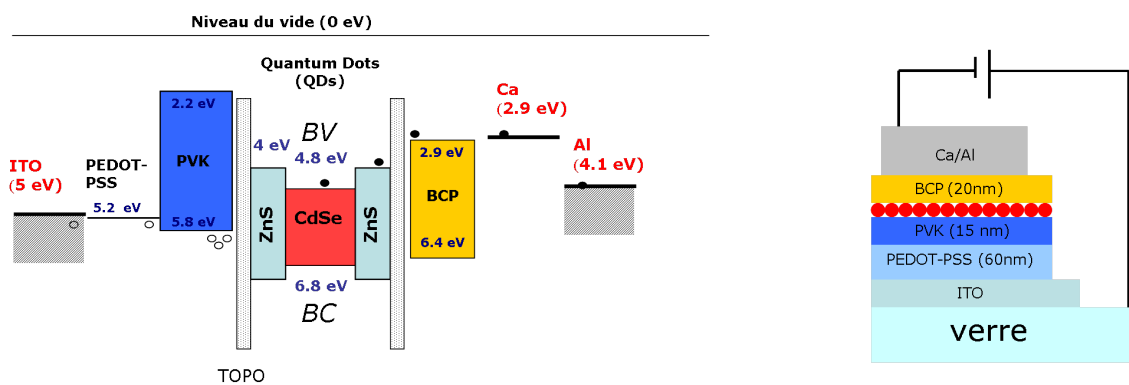 Niveau du vide (0 eV)
Quantum Dots
(QDs)
Ca
(2.9 eV)
2.2 eV
BV
4 eV
4.8 eV
Al
(4.1 eV)
ITO
(5 eV)
PEDOT-
PSS
PVK
2.9 eV
BCP
5.2 eV
5.8 eV
ZnS
CdSe
ZnS
6.4 eV
6.8 eV
BC
TOPO
Ca/Al
BCP (20nm)
PVK (15 nm)
PEDOT-PSS (60nm)
ITO
verre